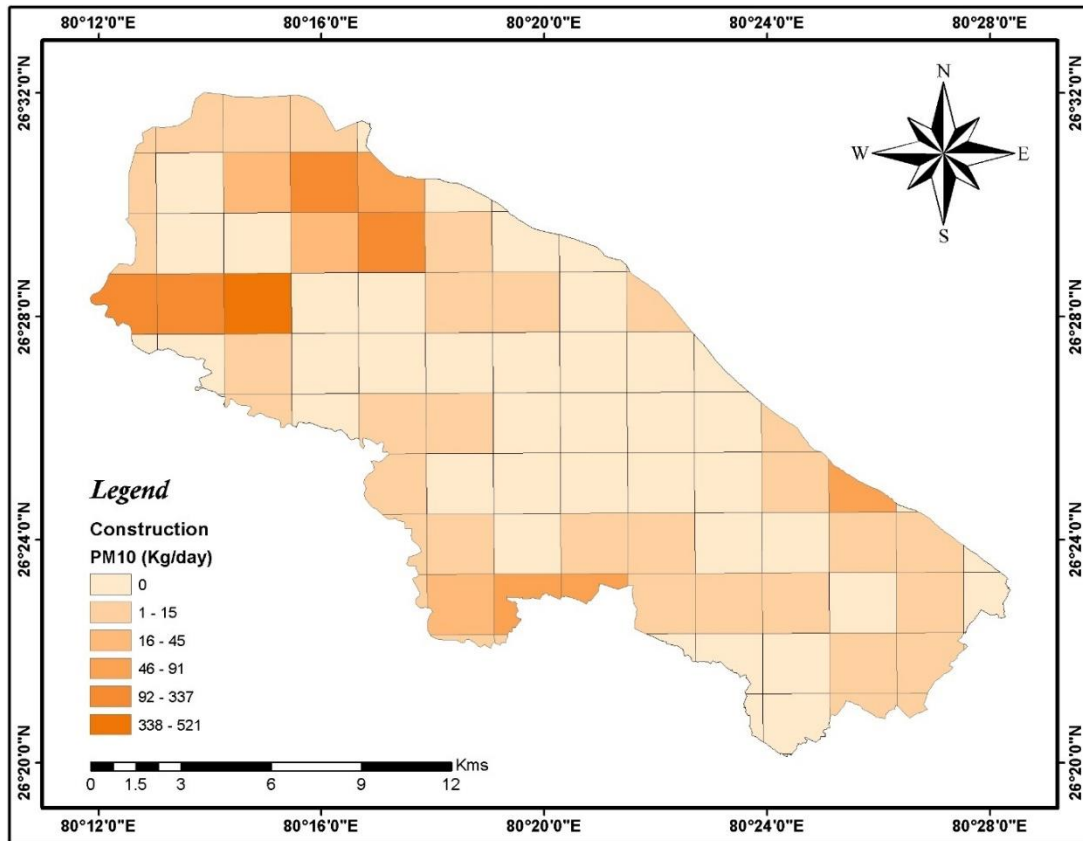 80°12'0"E 80°16'0"E 80°20'0"E 80°24'0"E 80°28'0"E
26°32'0"N 26°32'0"N
N
W E
S
26°28'0"N 26°28'0"N
Legend
Construction
PM10 (Kg/day)
0
1 - 15
16 - 45
46 - 91
92 - 337
338 - 521
26°24'0"N 26°24'0"N
26°20'0"N 26°20'0"N
Kms
0 1.5 3 6 9 12
80°12'0"E 80°16'0"E 80°20'0"E 80°24'0"E 80°28'0"E